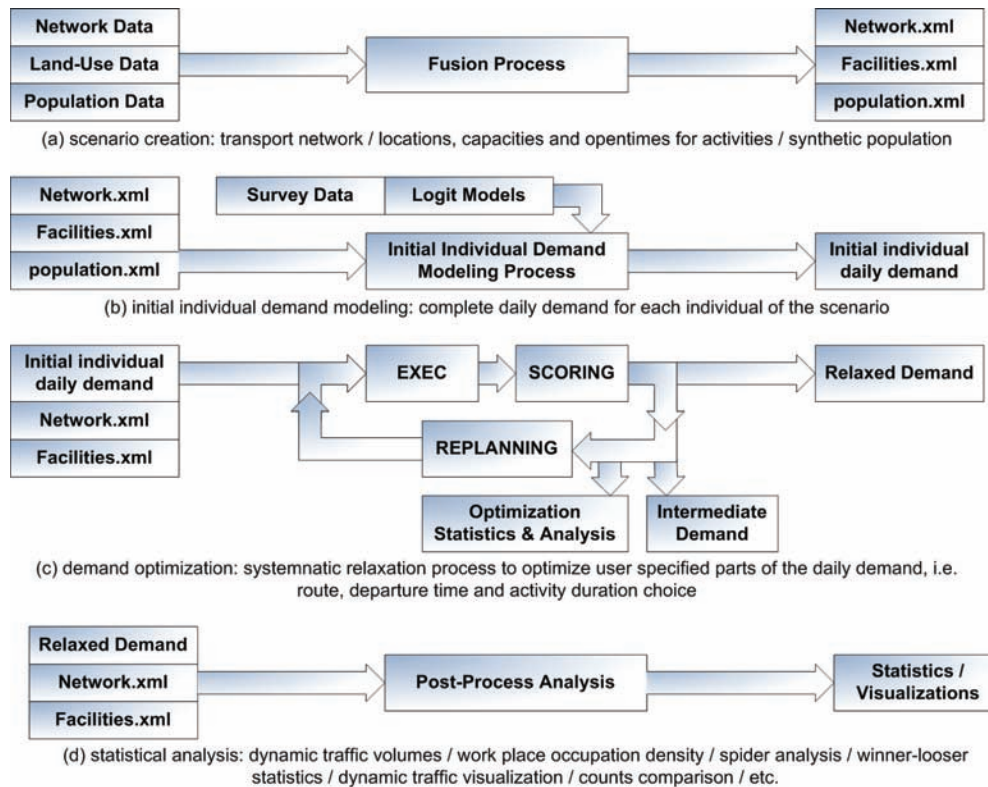 Network Data
Land-Use Data
Population Data
Fusion Process
Network.xml
Facilities.xml
population.xml
(a) scenario creation: transport network / locations, capacities and opentimes for activities / synthetic population
Network.xml
Facilities.xml
population.xml
Survey Data
Logit Models
Initial Individual Demand
Modeling Process
Initial individual
daily demand
(b) initial individual demand modeling: complete daily demand for each individual of the scenario
Initial individual
daily demand
Network.xml
Facilities.xml
EXEC
SCORING
Relaxed Demand
REPLANNING
Optimization
Statistics & Analysis
Intermediate
Demand
(c) demand optimization: systemnatic relaxation process to optimize user specified parts of the daily demand, i.e.
route, departure time and activity duration choice
Relaxed Demand
Network.xml
Facilities.xml
Post-Process Analysis
Statistics /
Visualizations
(d) statistical analysis: dynamic traffic volumes / work place occupation density / spider analysis / winner-looser
statistics / dynamic traffic visualization / counts comparison / etc.